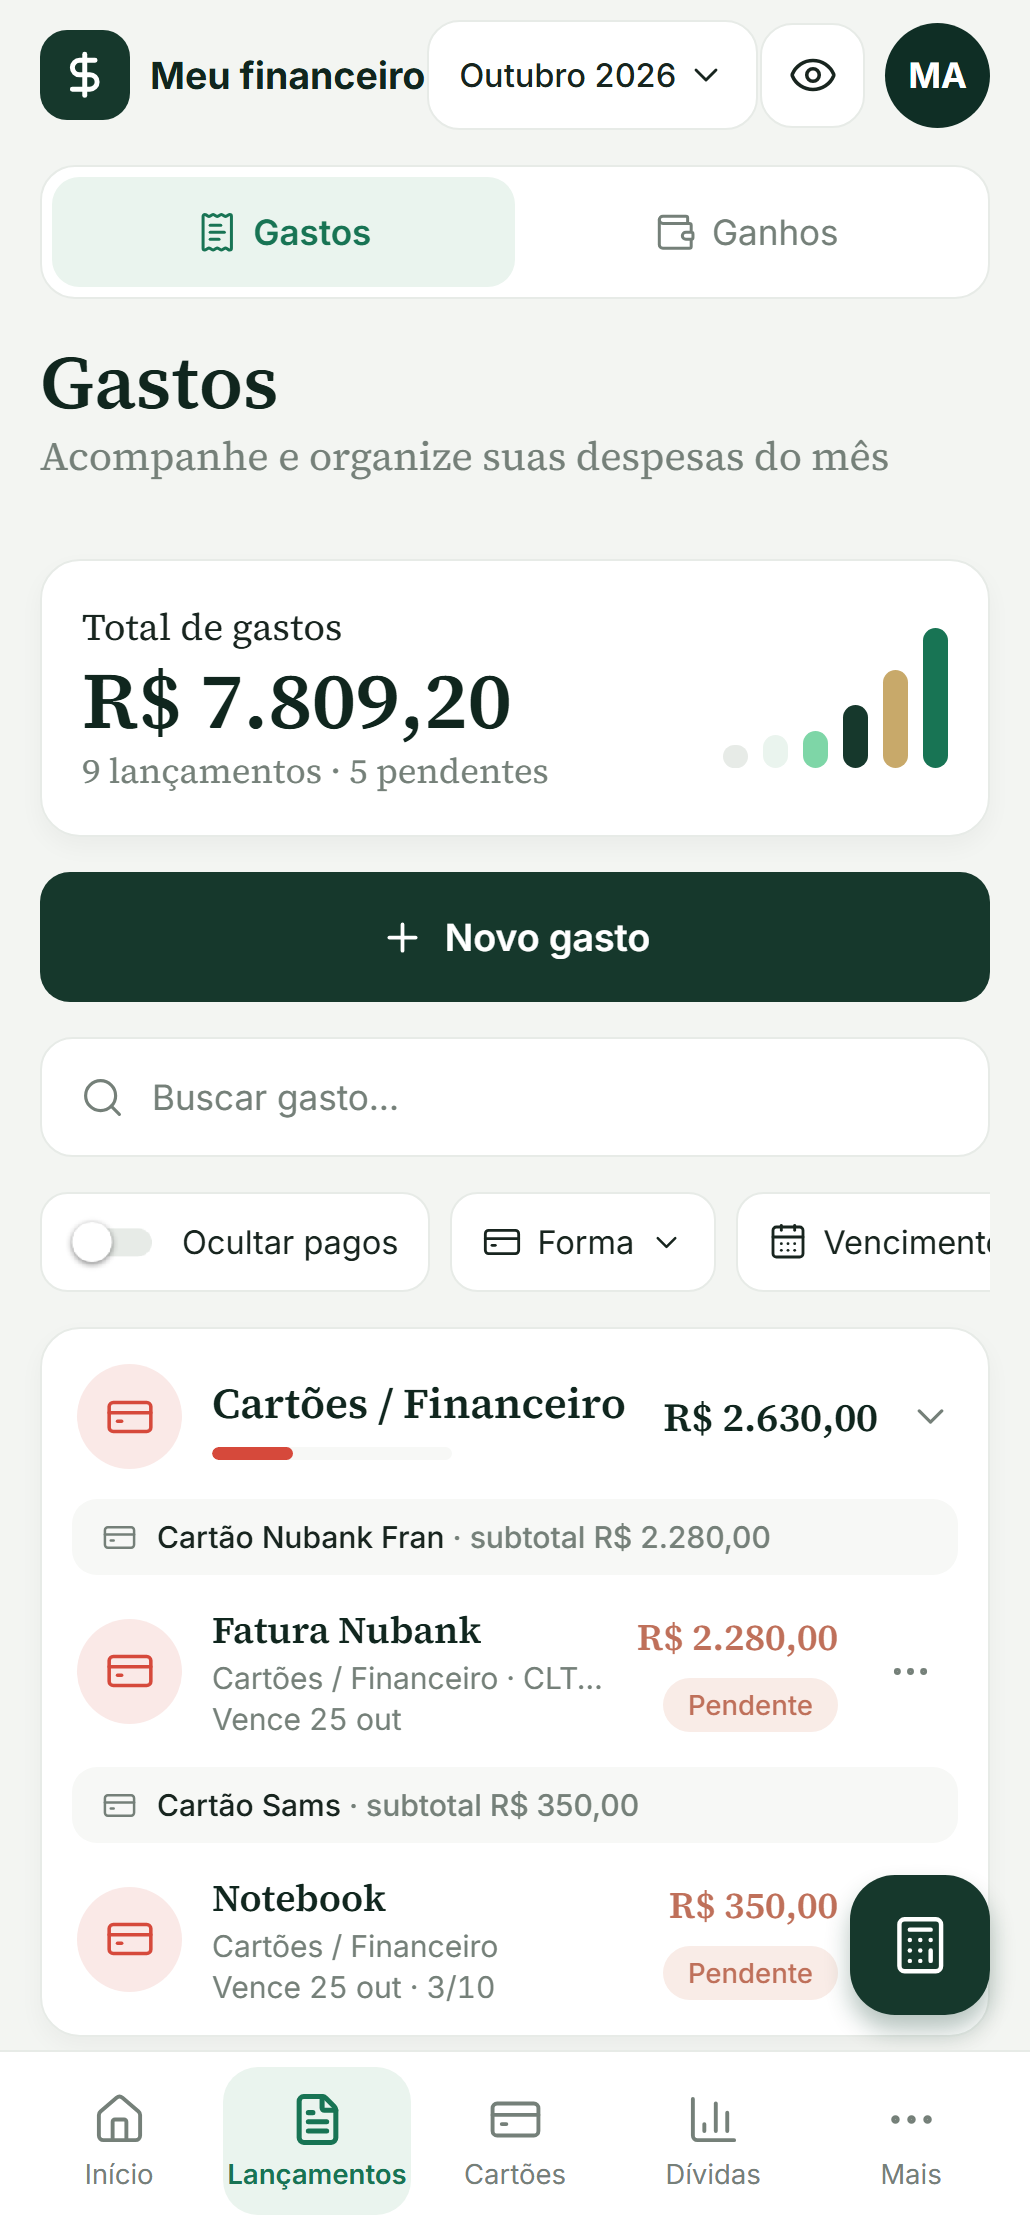 Meu financeiro
Outubro 2026
MA
Gastos
Ganhos
Gastos
Acompanhe e organize suas despesas do mês
Total de gastos
R$ 7.809,20
9 lançamentos · 5 pendentes
Novo gasto
Buscar gasto...
Ocultar pagos
Forma
Vencimento
Cartões / Financeiro
R$ 2.630,00
Cartão Nubank Fran · subtotal R$ 2.280,00
Fatura Nubank
R$ 2.280,00
Cartões / Financeiro · CLT...
Pendente
Vence 25 out
Cartão Sams · subtotal R$ 350,00
Notebook
R$ 350,00
Cartões / Financeiro
Pendente
Vence 25 out · 3/10
Início
Lançamentos
Cartões
Dívidas
Mais